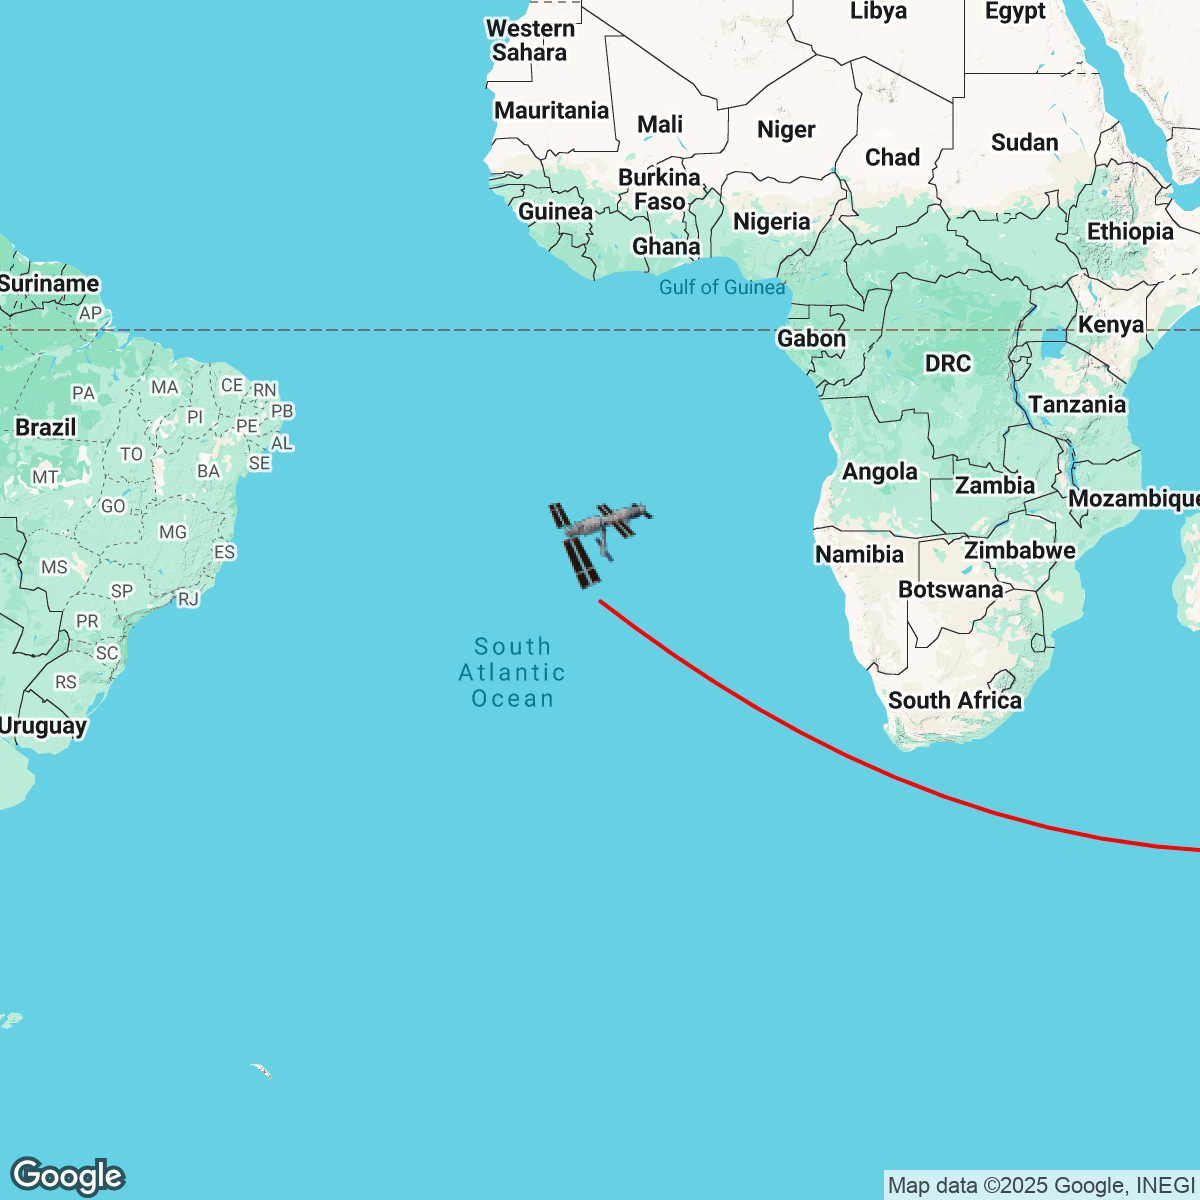 Libya
Egypt
Western
Sahara
Mauritania
Mali
Niger
Chad
Sudan
Burkina
Faso
Guinea
Nigeria
Ghana
Ethiopia
Suriname
Gulf of Guinea
AP
Kenya
Gabon
DRC
PA
MA
CE
RN
PB
PI
PE
AL
Tanzania
Brazil
TO
SE
BA
MT
Angola
Zambia
Mozambique
GO
MG
ES
Namibia
Zimbabwe
MS
SP
RJ
Botswana
PR
SC
South
Atlantic
Ocean
RS
South Africa
Uruguay
Google
Map data ©2025 Google, INEGI